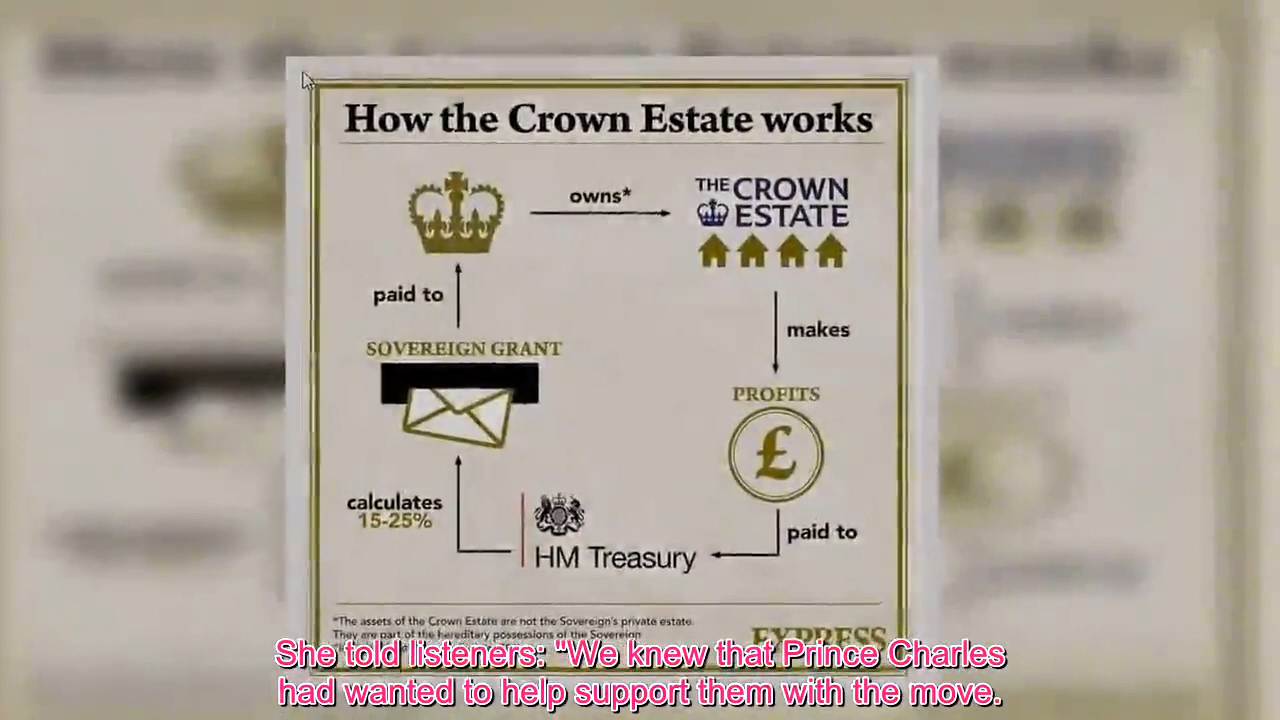 How the Crown Estate works
owns*
THE CROWN
ESTATE
paid to
makes
SOVEREIGN GRANT
PROFITS
£
calculates
15-25%
paid to
HM Treasury
*The assets of the Crown Estate are not the Sovereign's private estate.
They are part of the hereditary possessions of the Sovereign
EXPRESS
She told listeners: "We knew that Prince Charles
had wanted to help support them with the move.